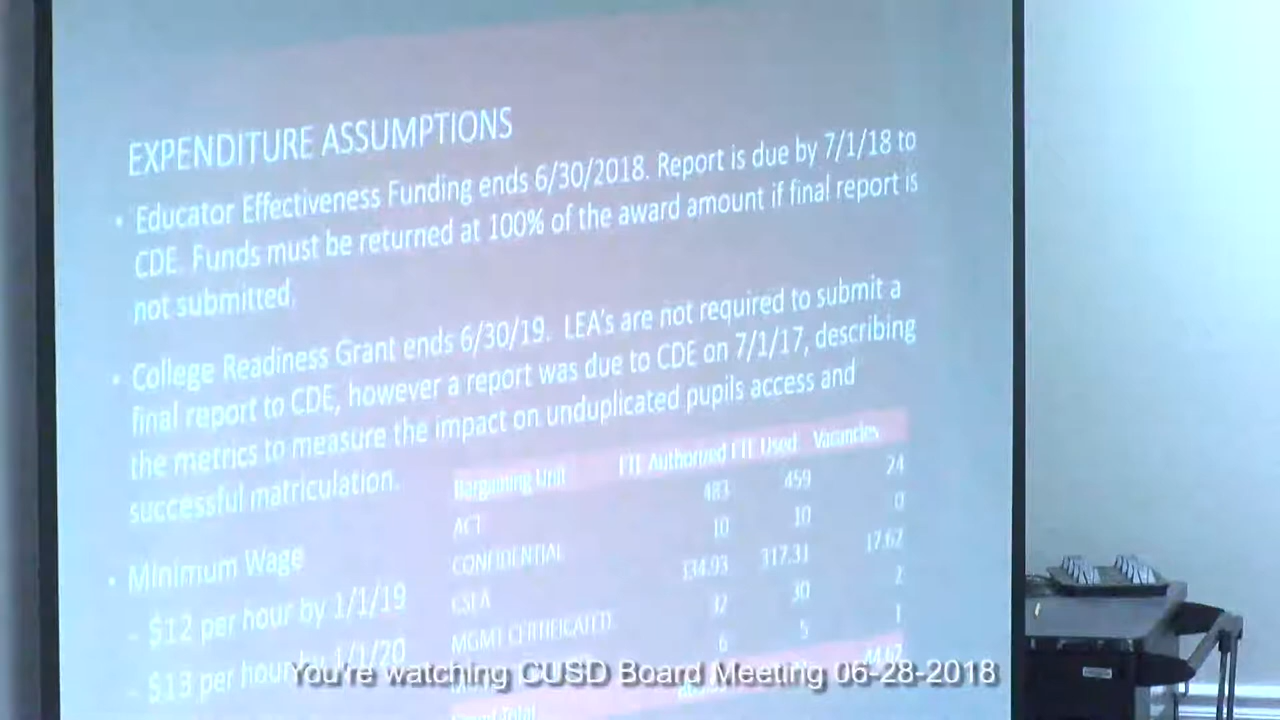 EXPENDITURE ASSUMPTIONS
• Educator Effectiveness Funding ends 6/30/2018. Report is due by 7/1/18 to
CDE. Funds must be returned at 100% of the award amount if final report is
not submitted.
• College Readiness Grant ends 6/30/19. LEA's are not required to submit a
final report to CDE, however a report was due to CDE on 7/1/17, describing
the metrics to measure the impact on unduplicated pupils access and
successful matriculation.
• Minimum Wage
- $12 per hour by 1/1/19
- $13 per hour by 1/1/20
Bargaining Unit FTE Authorized FTE Used Vacancies
ACT 483 459 24
CONFIDENTIAL 10 10 0
CSEA 334.93 317.31 17.62
MGMT CERTIFICATED 32 30 2
6 5 1
Grand Total 44.62
You're watching CUSD Board Meeting 06-28-2018